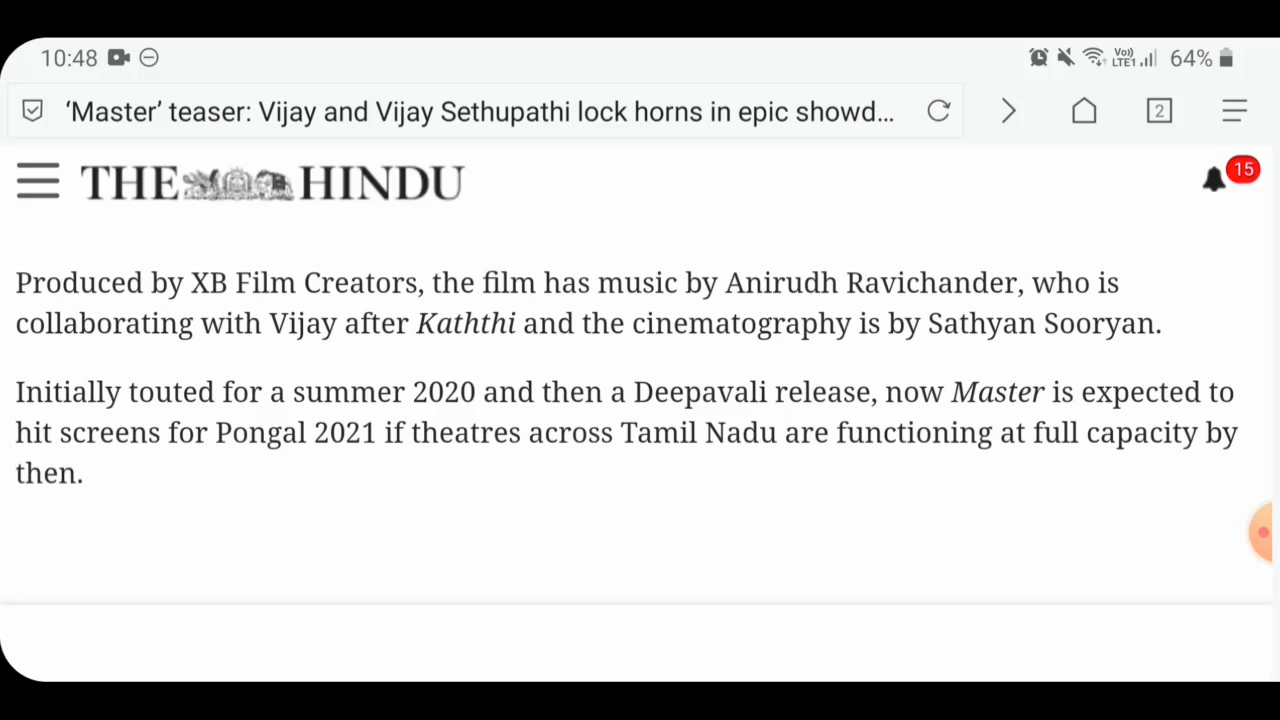 10:48 64%
‘Master’ teaser: Vijay and Vijay Sethupathi lock horns in epic showd... 2
THE HINDU 15
Produced by XB Film Creators, the film has music by Anirudh Ravichander, who is
collaborating with Vijay after Kaththi and the cinematography is by Sathyan Sooryan.
Initially touted for a summer 2020 and then a Deepavali release, now Master is expected to
hit screens for Pongal 2021 if theatres across Tamil Nadu are functioning at full capacity by
then.